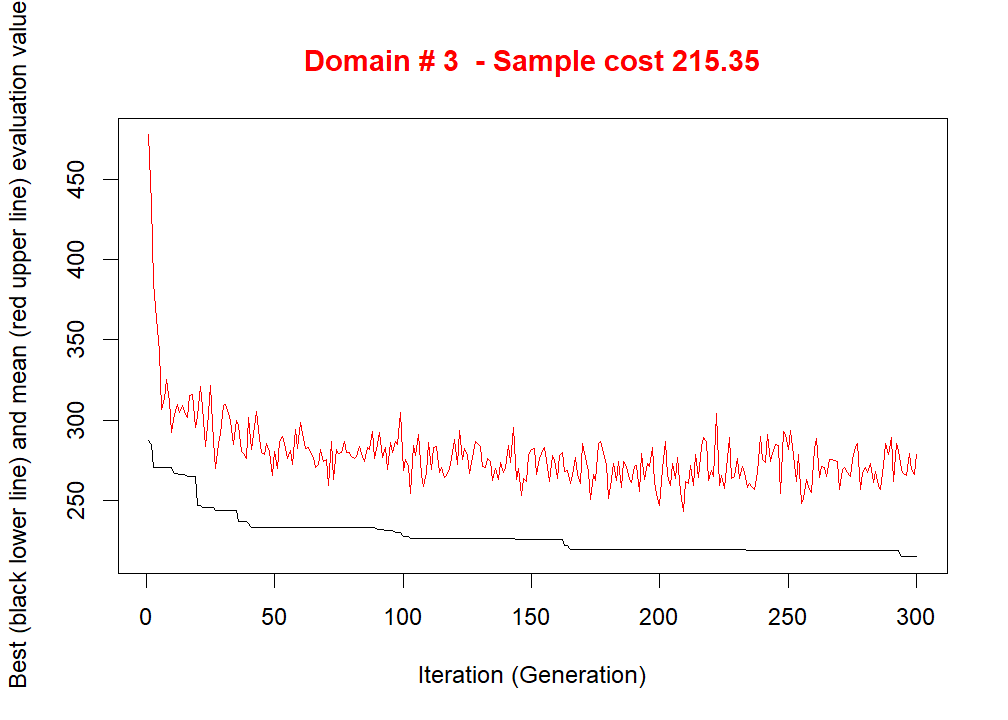 Domain # 3  - Sample cost 215.35
Best (black lower line) and mean (red upper line) evaluation value
450
400
350
300
250
0 50 100 150 200 250 300
Iteration (Generation)